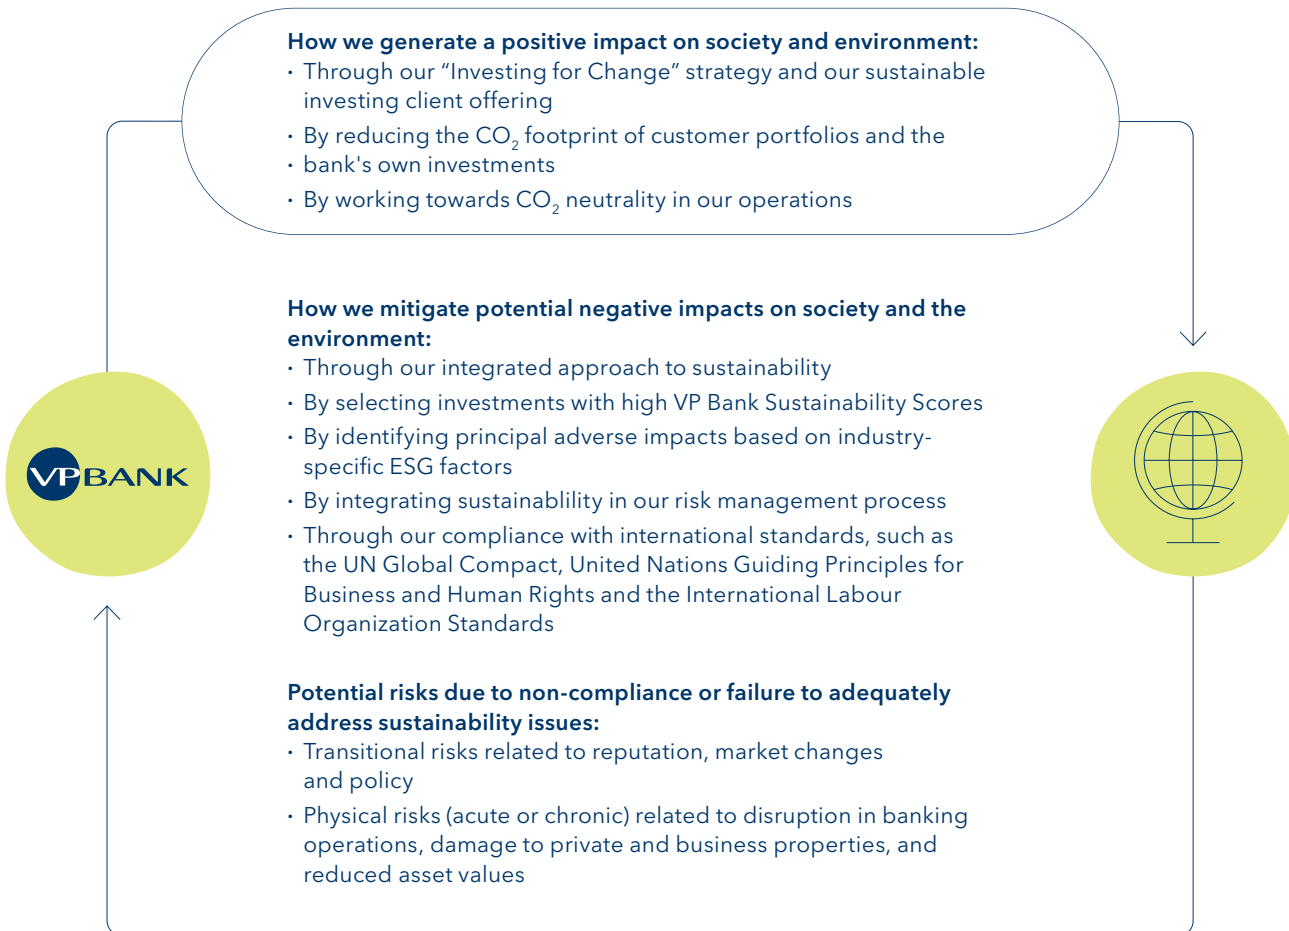 How we generate a positive impact on society and environment:
· Through our “Investing for Change” strategy and our sustainable
investing client offering
· By reducing the CO₂ footprint of customer portfolios and the
· bank's own investments
· By working towards CO₂ neutrality in our operations
How we mitigate potential negative impacts on society and the
environment:
· Through our integrated approach to sustainability
· By selecting investments with high VP Bank Sustainability Scores
· By identifying principal adverse impacts based on industry-
specific ESG factors
· By integrating sustainablility in our risk management process
· Through our compliance with international standards, such as
the UN Global Compact, United Nations Guiding Principles for
Business and Human Rights and the International Labour
Organization Standards
VP BANK
Potential risks due to non-compliance or failure to adequately
address sustainability issues:
· Transitional risks related to reputation, market changes
and policy
· Physical risks (acute or chronic) related to disruption in banking
operations, damage to private and business properties, and
reduced asset values